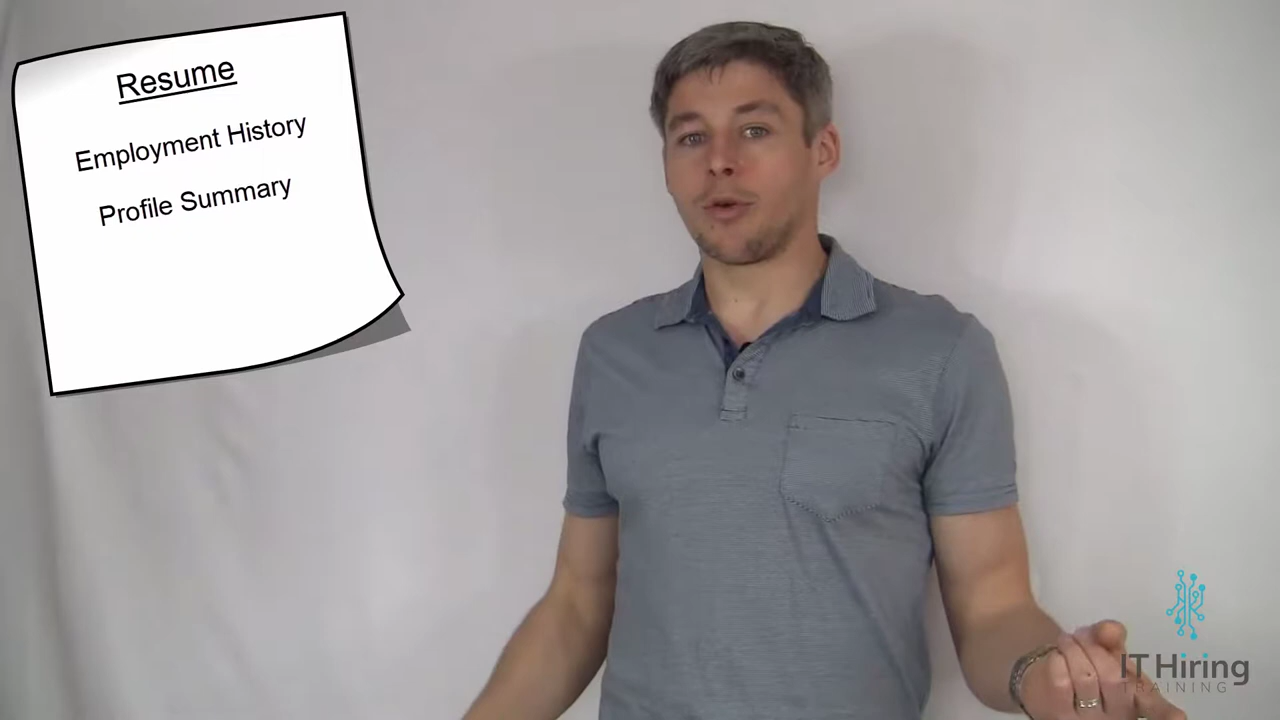 Resume
Employment History
Profile Summary
IT Hiring
TRAINING